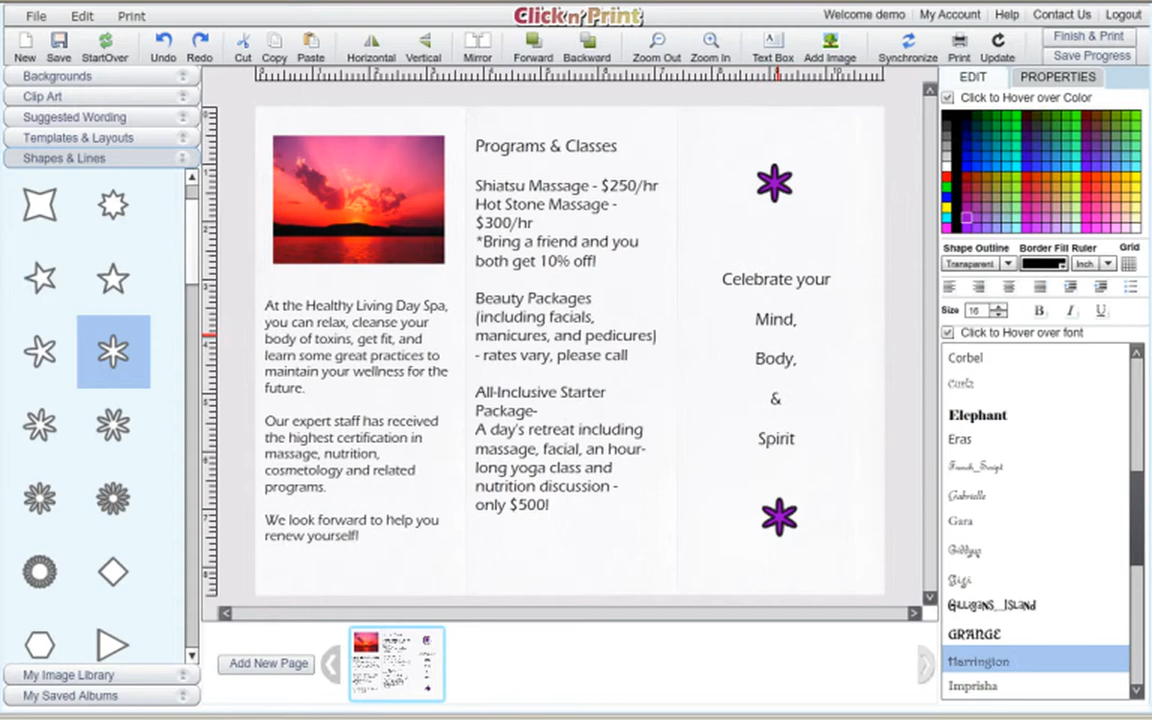 File Edit Print
Click n' Print
Welcome demo | My Account | Help | Contact Us | Logout
New Save StartOver Undo Redo Cut Copy Paste Horizontal Vertical Mirror Forward Backward Zoom Out Zoom In Text Box Add Image Synchronize Print Update
Finish & Print
Save Progress
Backgrounds
Clip Art
Suggested Wording
Templates & Layouts
Shapes & Lines
My Image Library
My Saved Albums
At the Healthy Living Day Spa,
you can relax, cleanse your
body of toxins, get fit, and
learn some great practices to
maintain your wellness for the
future.
Our expert staff has received
the highest certification in
massage, nutrition,
cosmetology and related
programs.
We look forward to help you
renew yourself!
Programs & Classes
Shiatsu Massage - $250/hr
Hot Stone Massage -
$300/hr
*Bring a friend and you
both get 10% off!
Beauty Packages
(including facials,
manicures, and pedicures)
- rates vary, please call
All-Inclusive Starter
Package-
A day's retreat including
massage, facial, an hour-
long yoga class and
nutrition discussion -
only $500!
Celebrate your
Mind,
Body,
&
Spirit
Add New Page
EDIT PROPERTIES
Click to Hover over Color
Shape Outline Border Fill Ruler Grid
Transparent Inch
Size 16 B I U
Click to Hover over font
Corbel
Curlz
Elephant
Eras
French_Script
Gabrielle
Gara
Giddyup
Gigi
Gilligans_Island
Grange
Harrington
Imprisha